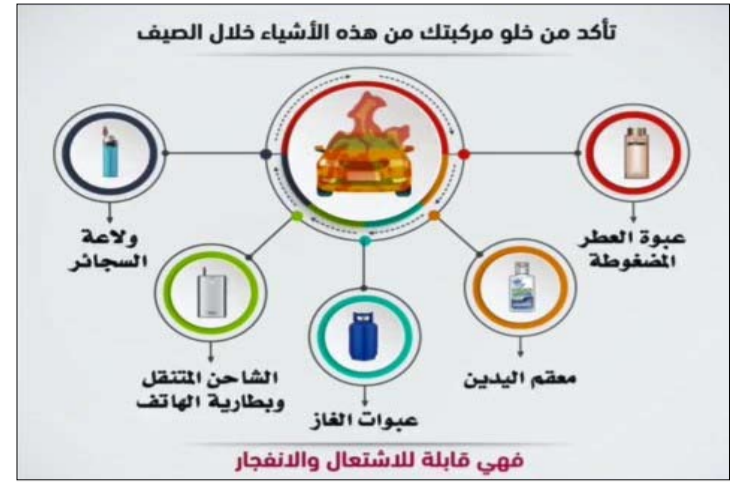 تأكد من خلو مركبتك من هذه الأشياء خلال الصيف
عبوة العطر
المضغوطة
ولاعة
السجائر
معقم اليدين
الشاحن المتنقل
وبطارية الهاتف
عبوات الغاز
فهي قابلة للاشتعال والانفجار